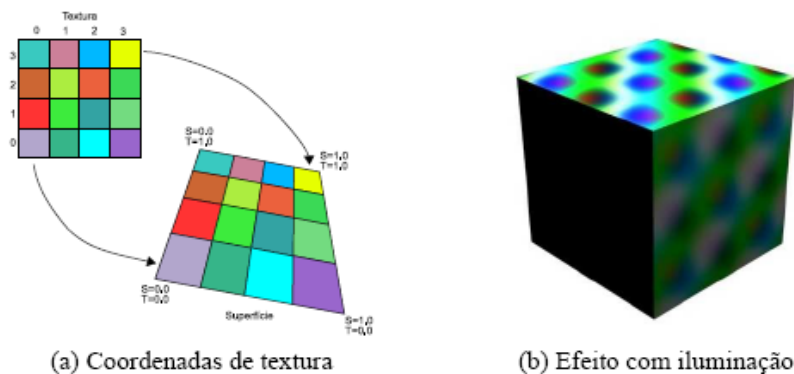 Textura
0 1 2 3
3
2
1
0
S=0.0
T=1,0
S=1,0
T=1,0
S=0,0
T=0,0
Superfície
S=1,0
T=0,0
(a) Coordenadas de textura
(b) Efeito com iluminação